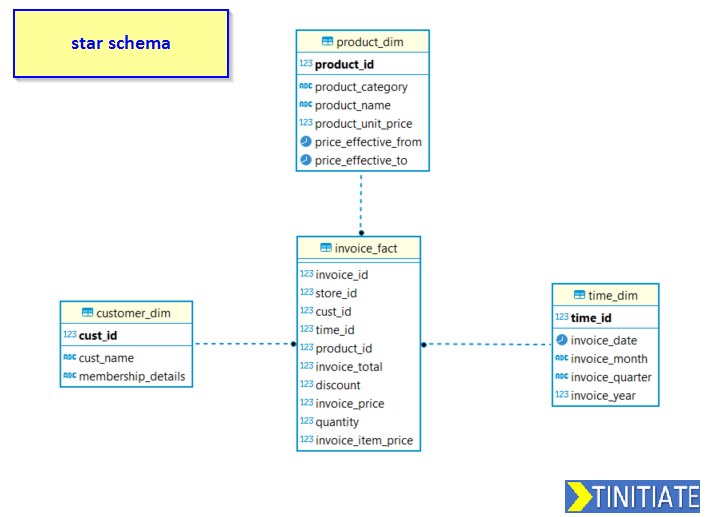 star schema
product_dim
123 product_id
ABC product_category
ABC product_name
123 product_unit_price
price_effective_from
price_effective_to
invoice_fact
123 invoice_id
123 store_id
123 cust_id
123 time_id
123 product_id
123 invoice_total
123 discount
123 invoice_price
123 quantity
123 invoice_item_price
customer_dim
123 cust_id
ABC cust_name
ABC membership_details
time_dim
123 time_id
invoice_date
ABC invoice_month
ABC invoice_quarter
123 invoice_year
TINITIATE